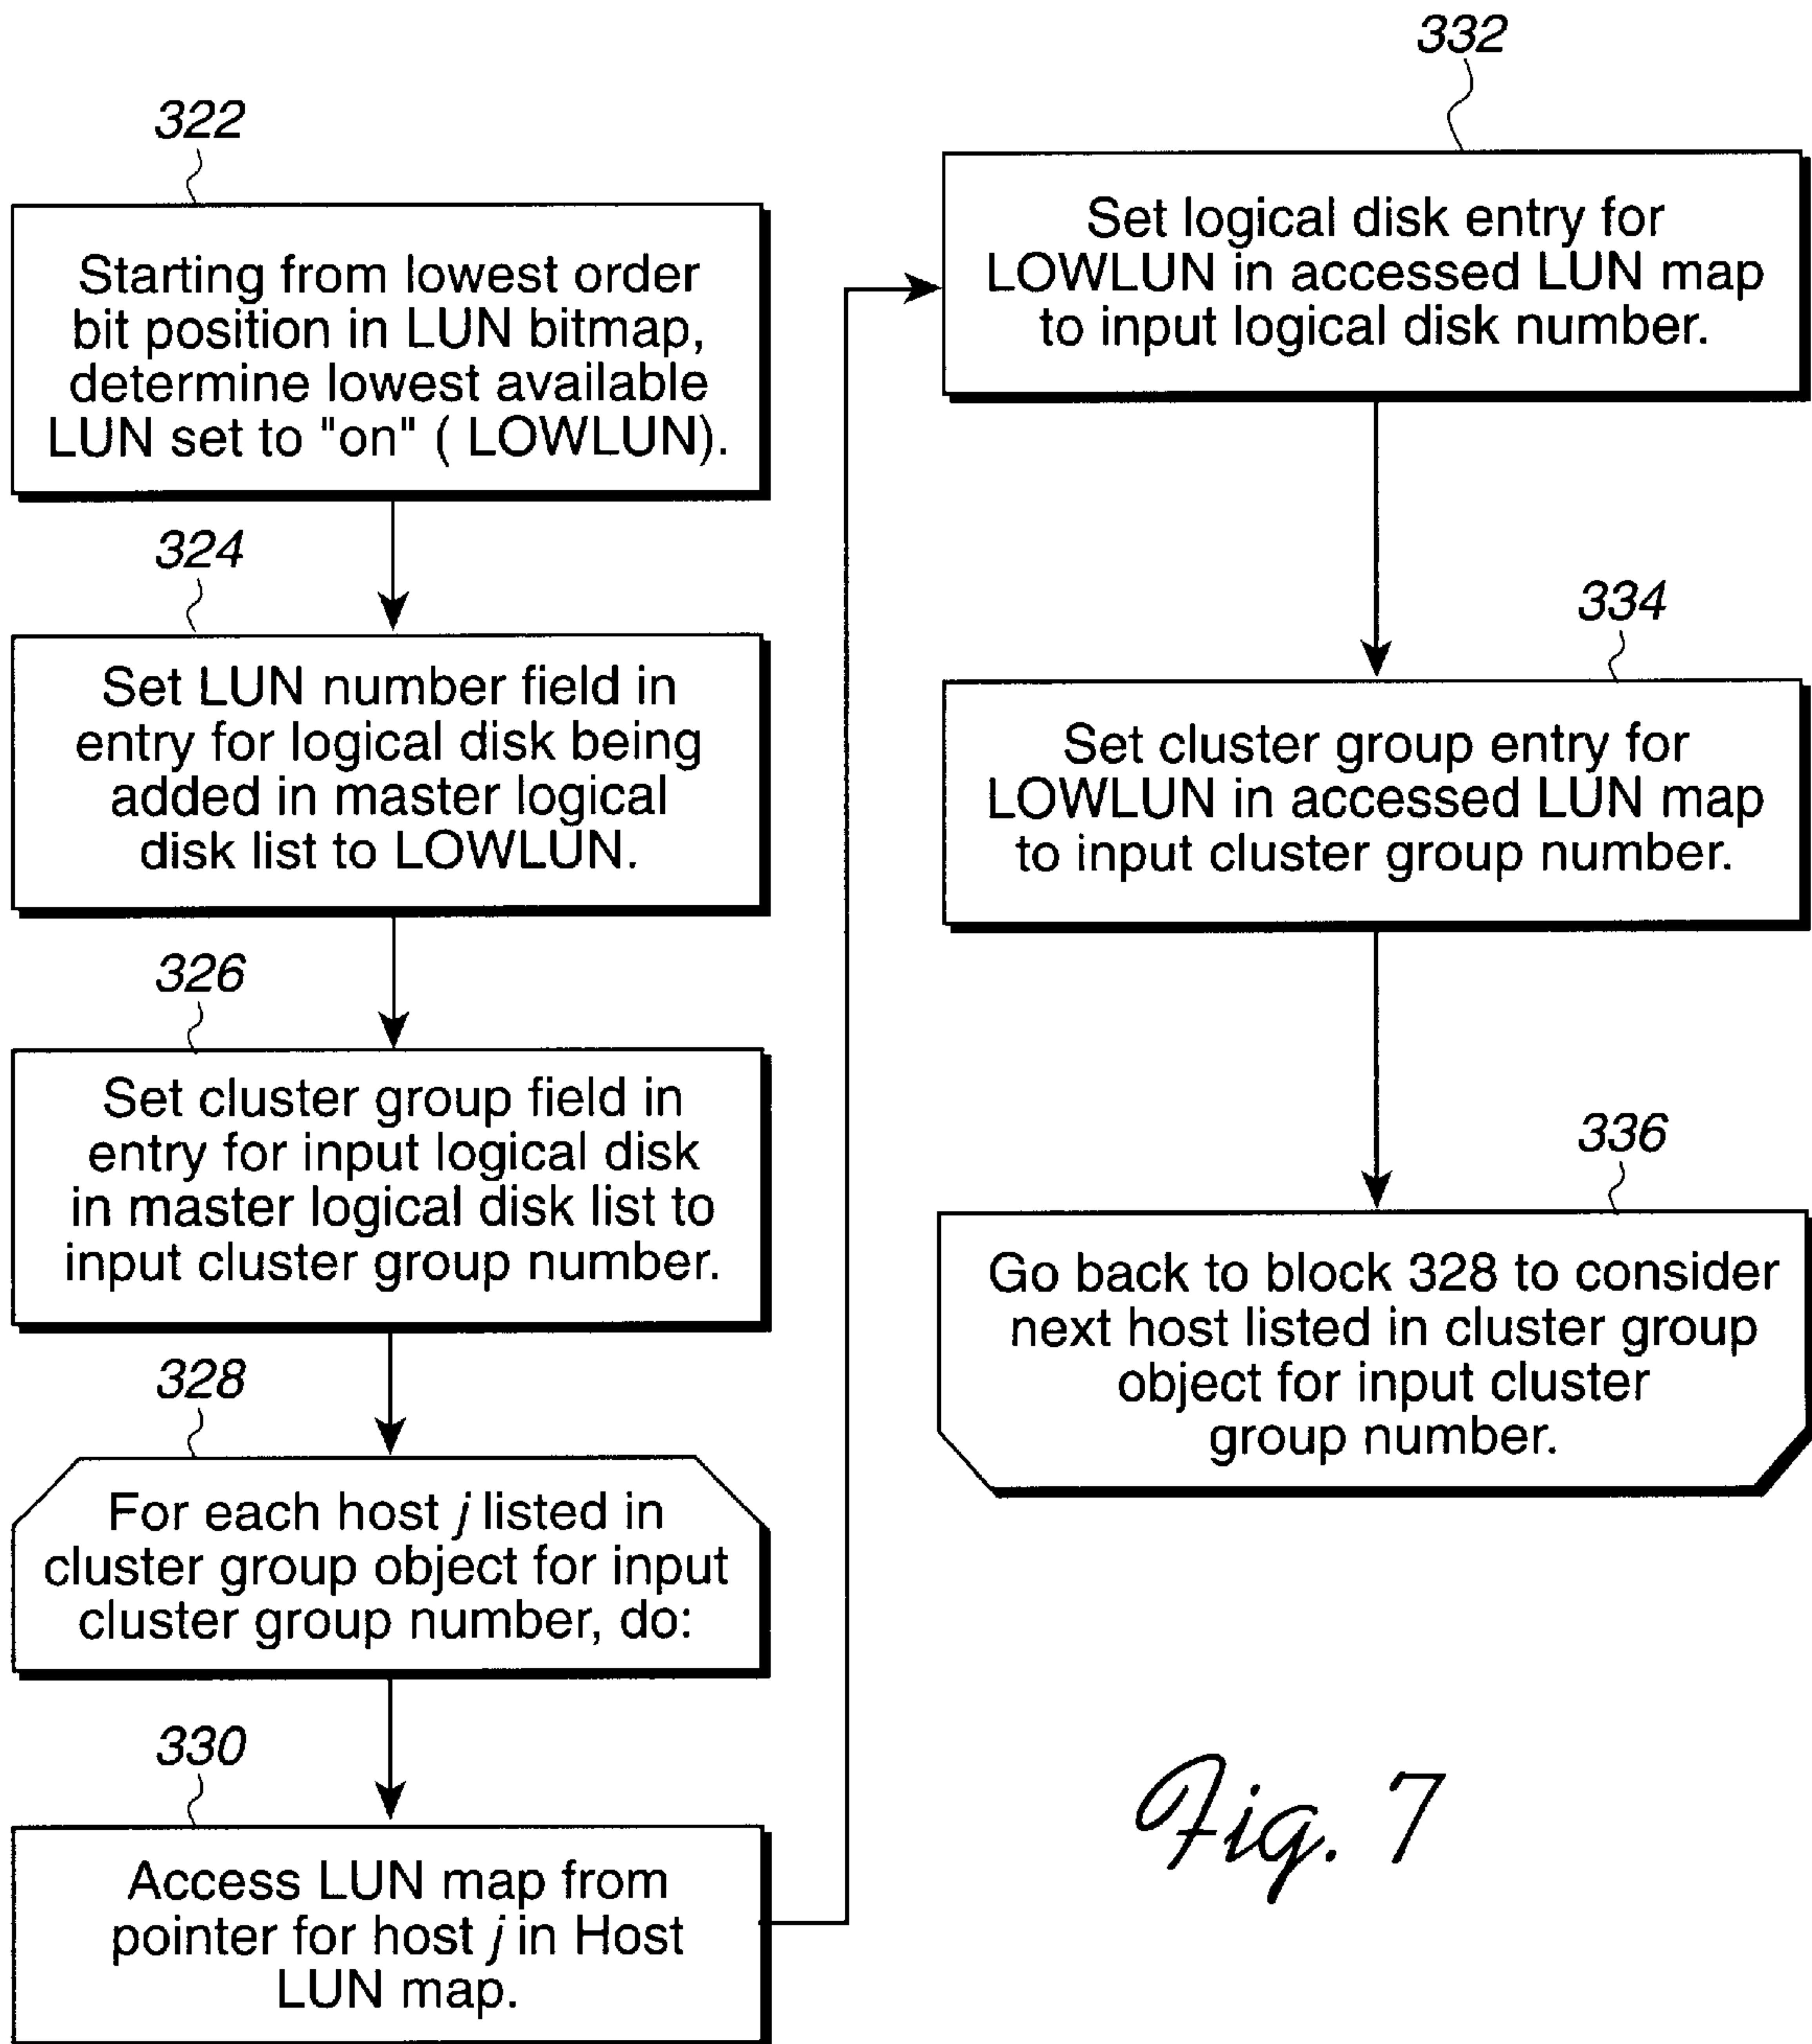 322
Starting from lowest order
bit position in LUN bitmap,
determine lowest available
LUN set to "on" ( LOWLUN).
324
Set LUN number field in
entry for logical disk being
added in master logical
disk list to LOWLUN.
326
Set cluster group field in
entry for input logical disk
in master logical disk list to
input cluster group number.
328
For each host j listed in
cluster group object for input
cluster group number, do:
330
Access LUN map from
pointer for host j in Host
LUN map.
332
Set logical disk entry for
LOWLUN in accessed LUN map
to input logical disk number.
334
Set cluster group entry for
LOWLUN in accessed LUN map
to input cluster group number.
336
Go back to block 328 to consider
next host listed in cluster group
object for input cluster
group number.
Fig. 7